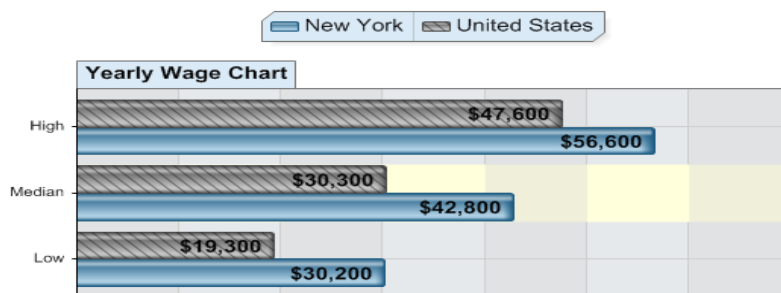 New York United States
Yearly Wage Chart
High
$47,600
$56,600
Median
$30,300
$42,800
Low
$19,300
$30,200